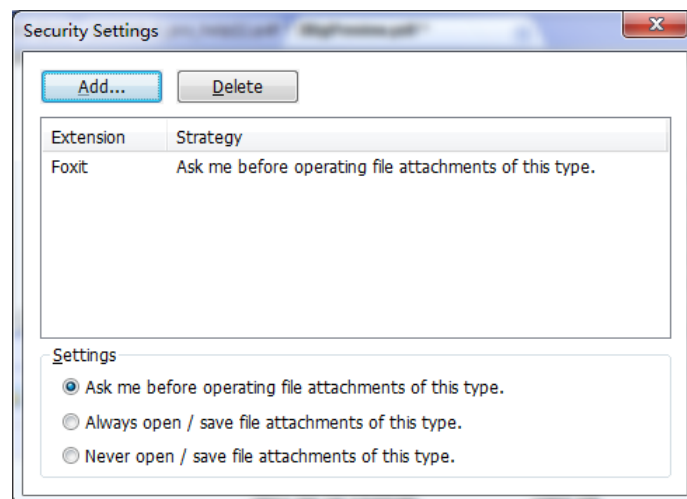 Security Settings
Add... Delete
Extension Strategy
Foxit Ask me before operating file attachments of this type.
Settings
Ask me before operating file attachments of this type.
Always open / save file attachments of this type.
Never open / save file attachments of this type.